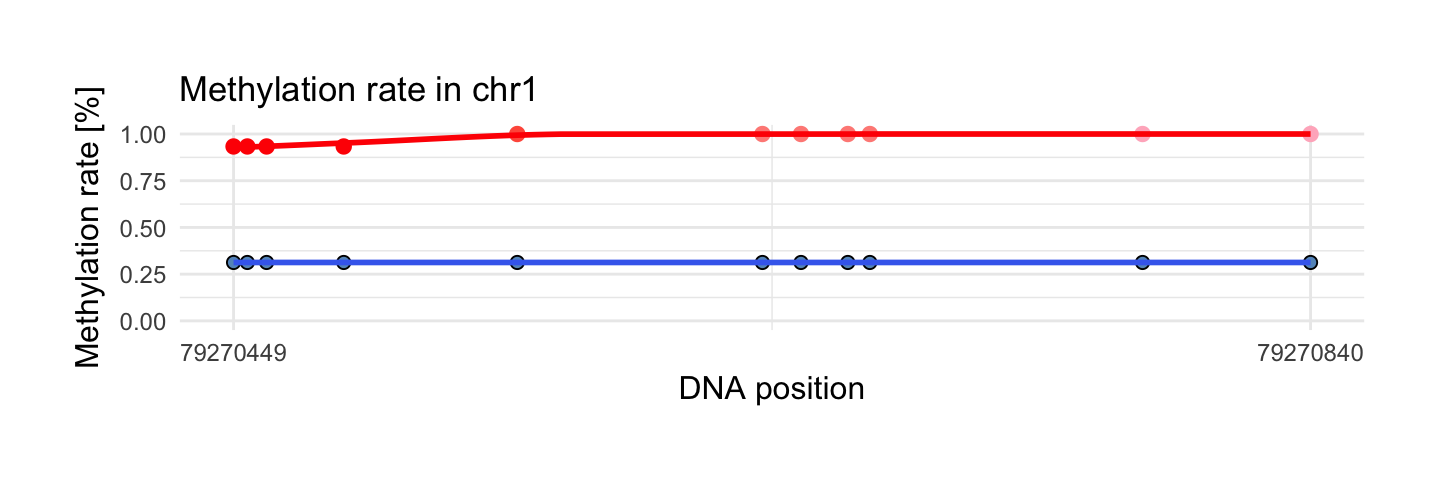 Methylation rate in chr1
Methylation rate [%]
1.00
0.75
0.50
0.25
0.00
79270449
79270840
DNA position